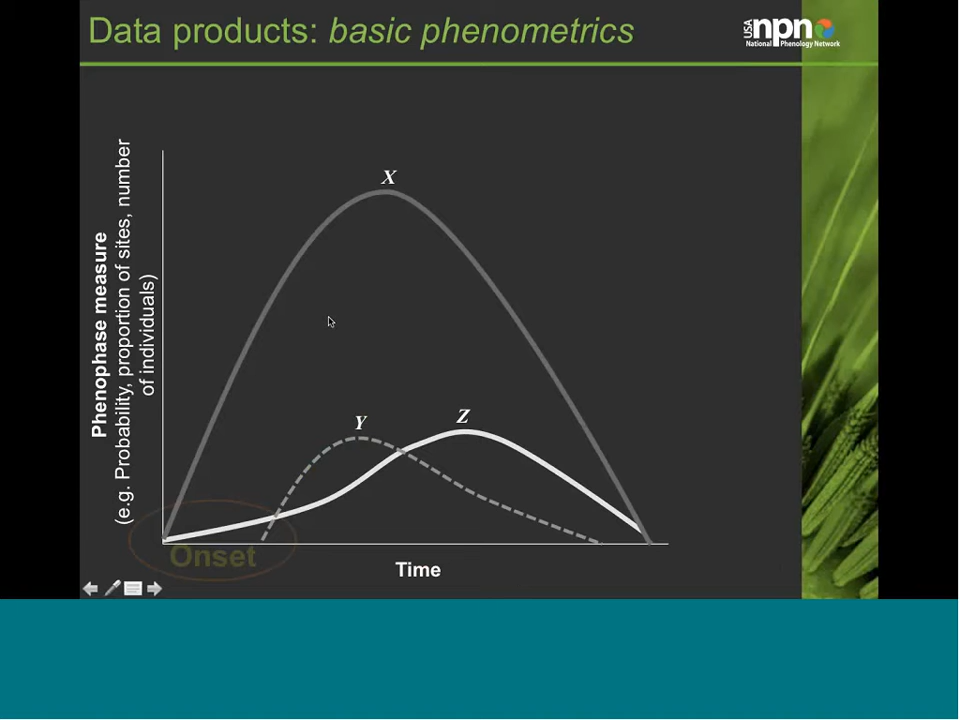 Data products: basic phenometrics
USA
npn
National Phenology Network
Phenophase measure
(e.g. Probability, proportion of sites, number
of individuals)
X
Y
Z
Onset
Time